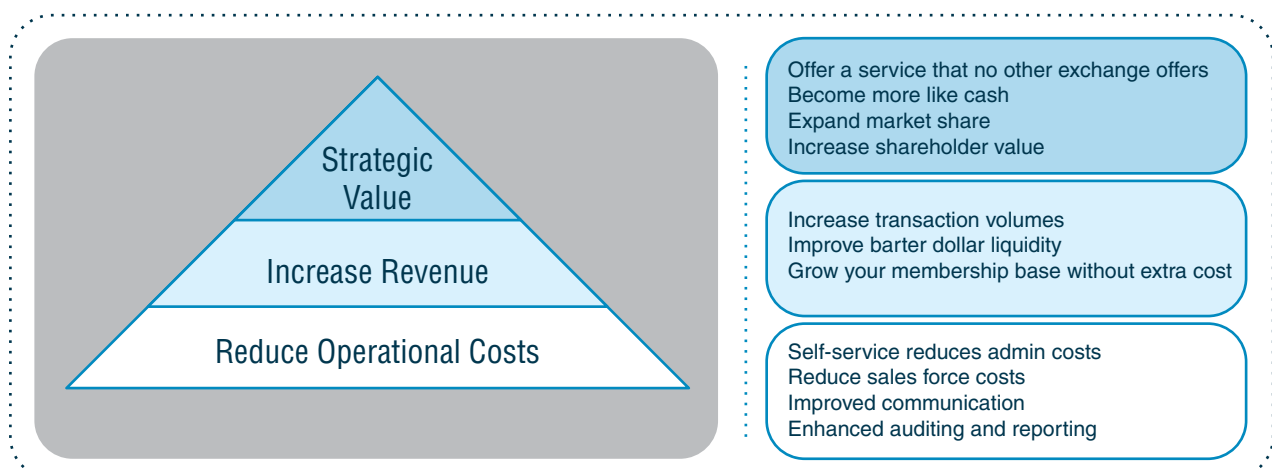 Strategic
Value
Increase Revenue
Reduce Operational Costs
Offer a service that no other exchange offers
Become more like cash
Expand market share
Increase shareholder value
Increase transaction volumes
Improve barter dollar liquidity
Grow your membership base without extra cost
Self-service reduces admin costs
Reduce sales force costs
Improved communication
Enhanced auditing and reporting